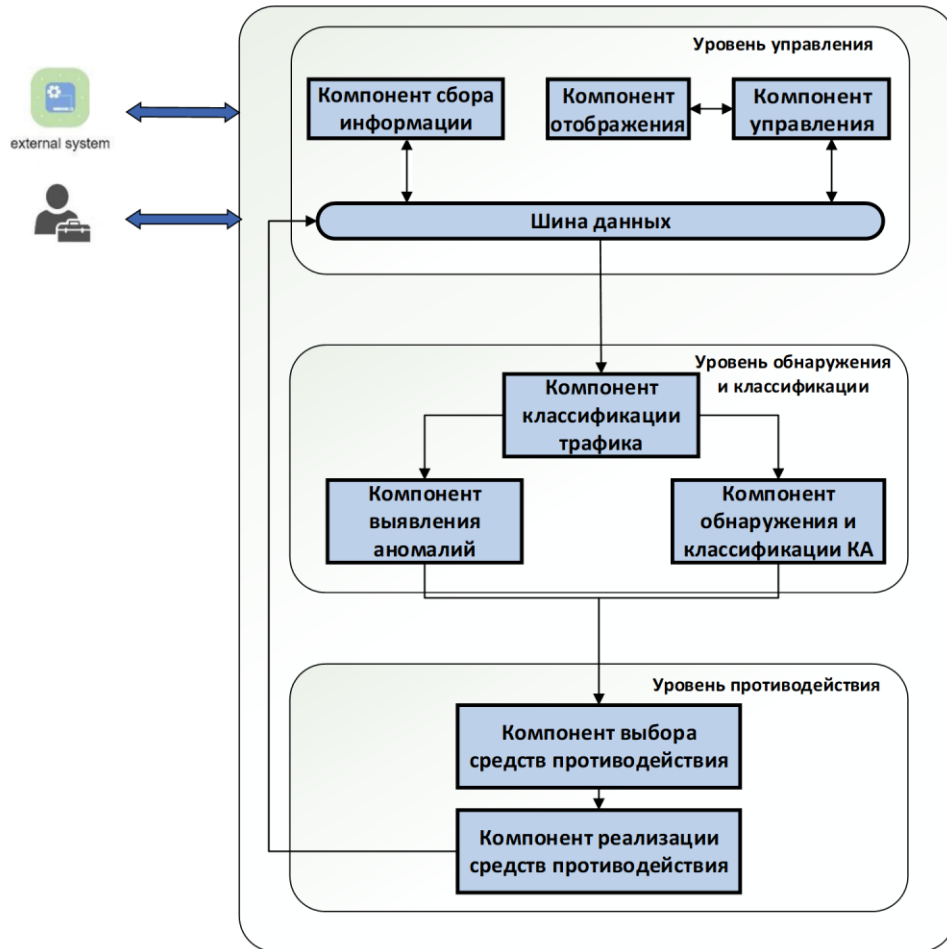 Уровень управления
Компонент сбора
информации
Компонент
отображения
Компонент
управления
external system
Шина данных
Уровень обнаружения
и классификации
Компонент
классификации
трафика
Компонент
выявления
аномалий
Компонент
обнаружения и
классификации КА
Уровень противодействия
Компонент выбора
средств противодействия
Компонент реализации
средств противодействия